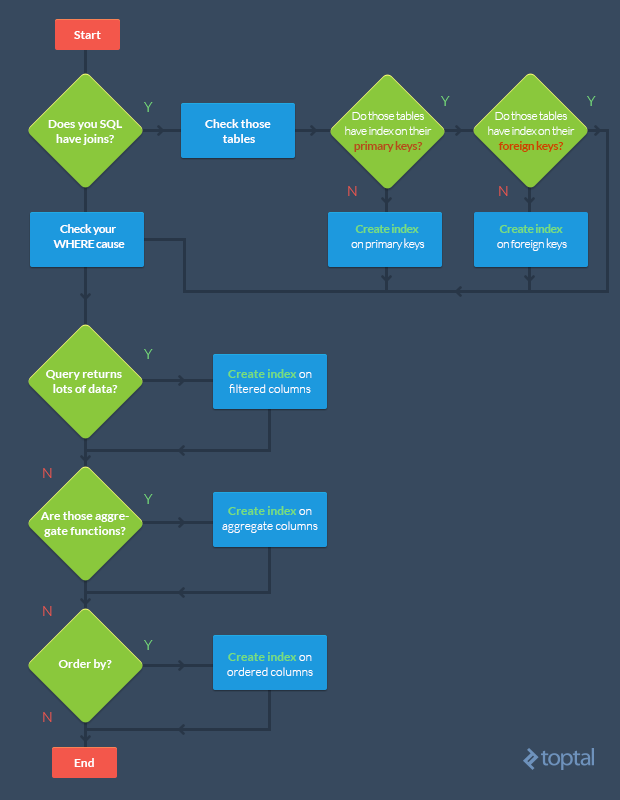 Start
Does you SQL
have joins?
Y
Check those
tables
Do those tables
have index on their
primary keys?
Y
Do those tables
have index on their
foreign keys?
Y
N
N
Check your
WHERE cause
Create index
on primary keys
Create index
on foreign keys
Query returns
lots of data?
Y
Create index on
filtered columns
N
Are those aggre-
gate functions?
Y
Create index on
aggregate columns
N
Order by?
Y
Create index on
ordered columns
N
End
toptal